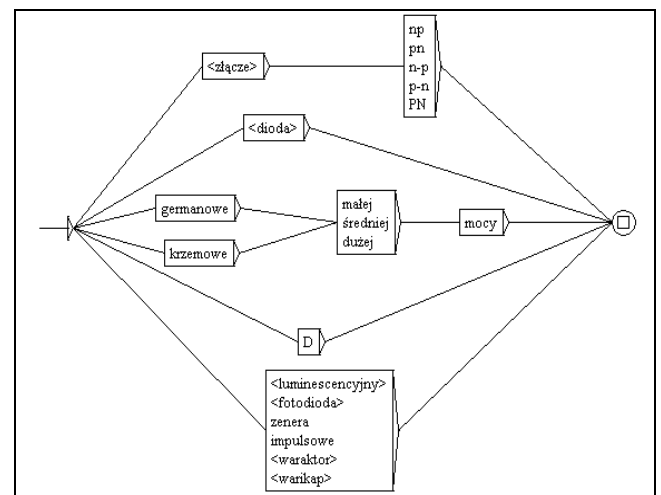 <złącze>
np
pn
n-p
p-n
PN
<dioda>
germanowe
krzemowe
małej
średniej
dużej
mocy
D
<luminescencyjny>
<fotodioda>
zenera
impulsowe
<waraktor>
<warikap>